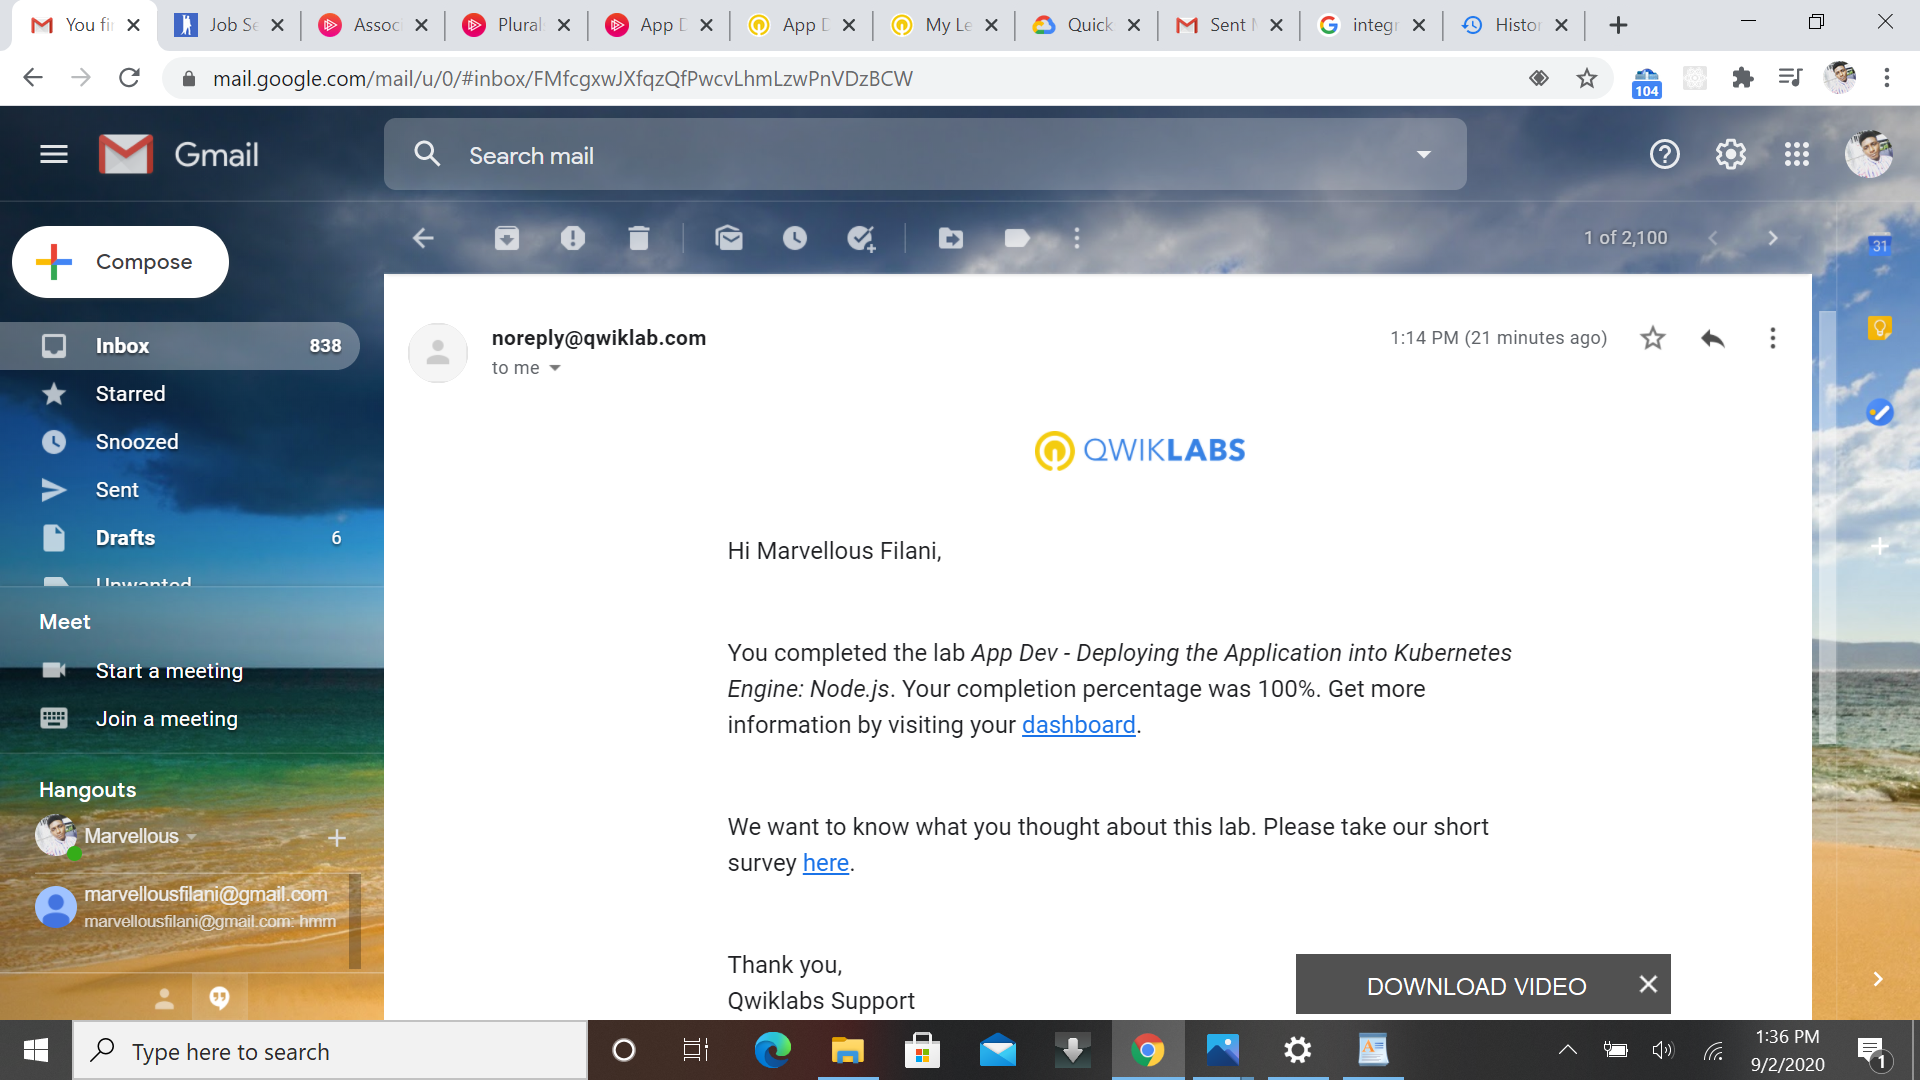 You fi
Job Se
Assoc
Plural
App D
App D
My Le
Quick
Sent M
integr
Histor
mail.google.com/mail/u/0/#inbox/FMfcgxwJXfqzQfPwcvLhmLzwPnVDzBCW
104
Gmail
Search mail
Compose
1 of 2,100
31
Inbox 838
Starred
Snoozed
Sent
Drafts 6
Unwanted
Meet
Start a meeting
Join a meeting
Hangouts
Marvellous
marvellousfilani@gmail.com
marvellousfilani@gmail.com: hmm
noreply@qwiklab.com
1:14 PM (21 minutes ago)
to me
QWIKLABS
Hi Marvellous Filani,
You completed the lab App Dev - Deploying the Application into Kubernetes
Engine: Node.js. Your completion percentage was 100%. Get more
information by visiting your dashboard.
We want to know what you thought about this lab. Please take our short
survey here.
Thank you,
Qwiklabs Support
DOWNLOAD VIDEO
Type here to search
1:36 PM
9/2/2020
1